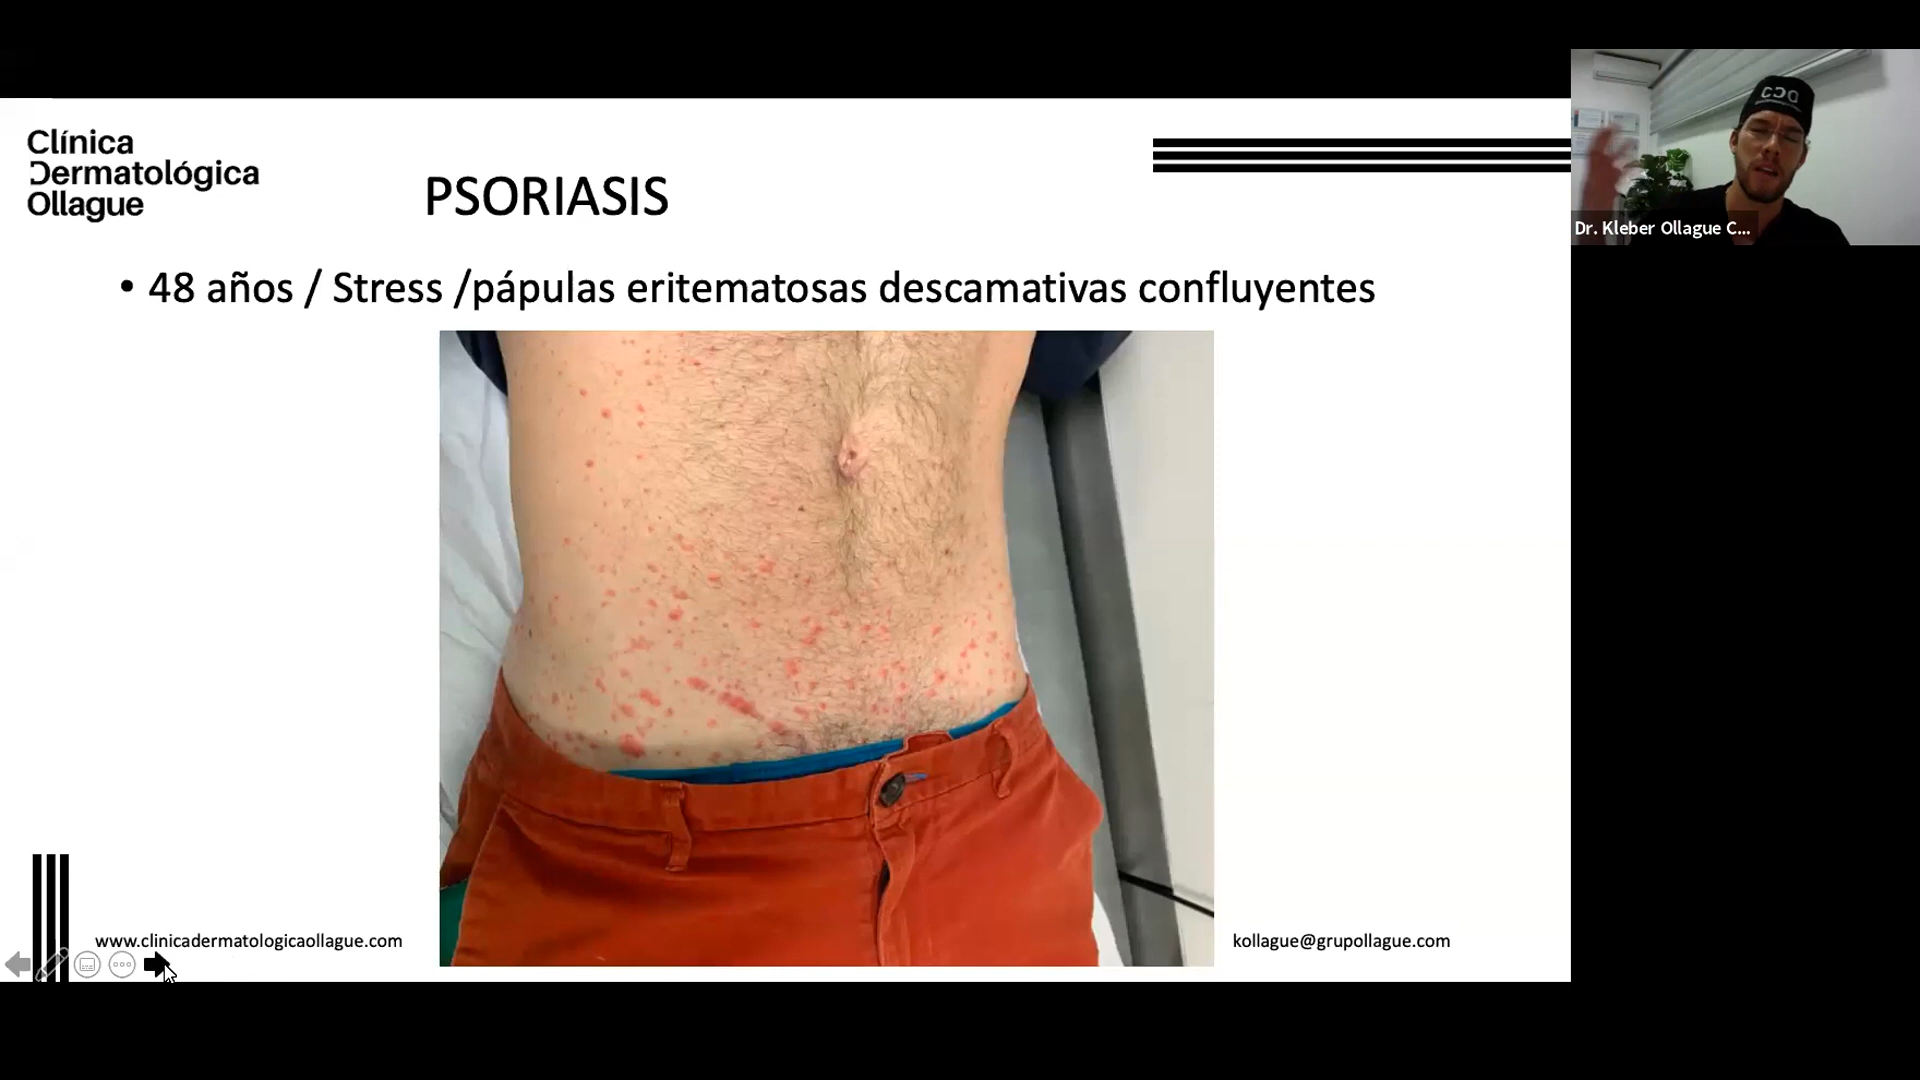 Clínica
Dermatológica
Ollague
PSORIASIS
• 48 años / Stress /pápulas eritematosas descamativas confluyentes
Dr. Kleber Ollague C...
www.clinicadermatologicaollague.com
kollague@grupollague.com